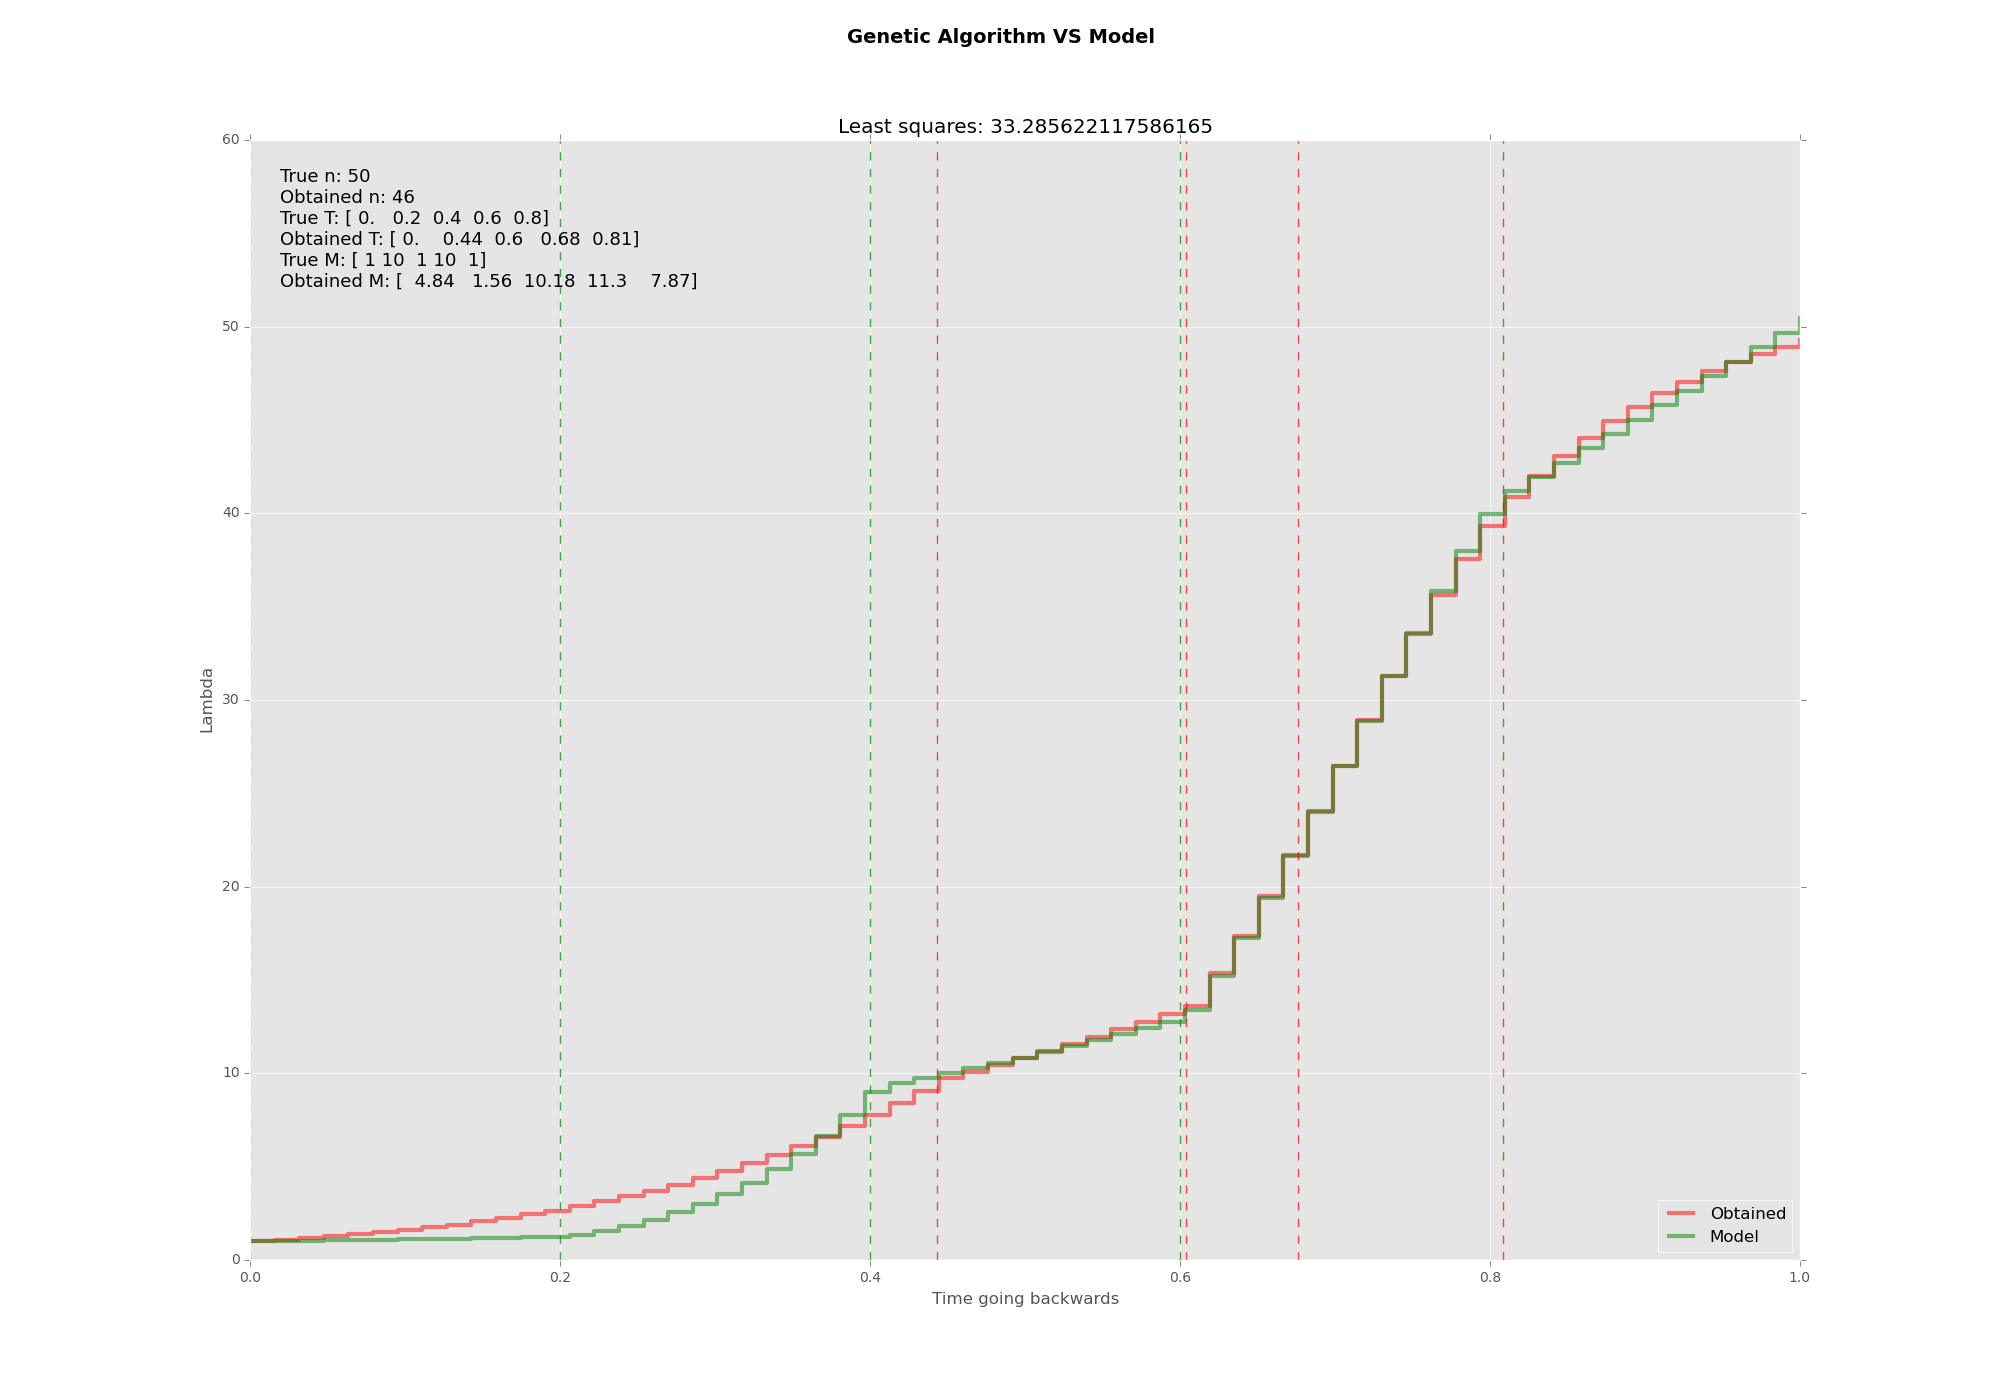 Genetic Algorithm VS Model
Least squares: 33.285622117586165
True n: 50
Obtained n: 46
True T: [ 0.   0.2  0.4  0.6  0.8]
Obtained T: [ 0.    0.44  0.6   0.68  0.81]
True M: [ 1 10  1 10  1]
Obtained M: [  4.84   1.56  10.18  11.3    7.87]
60
50
40
30
20
10
0
Lambda
0.0 0.2 0.4 0.6 0.8 1.0
Time going backwards
Obtained
Model